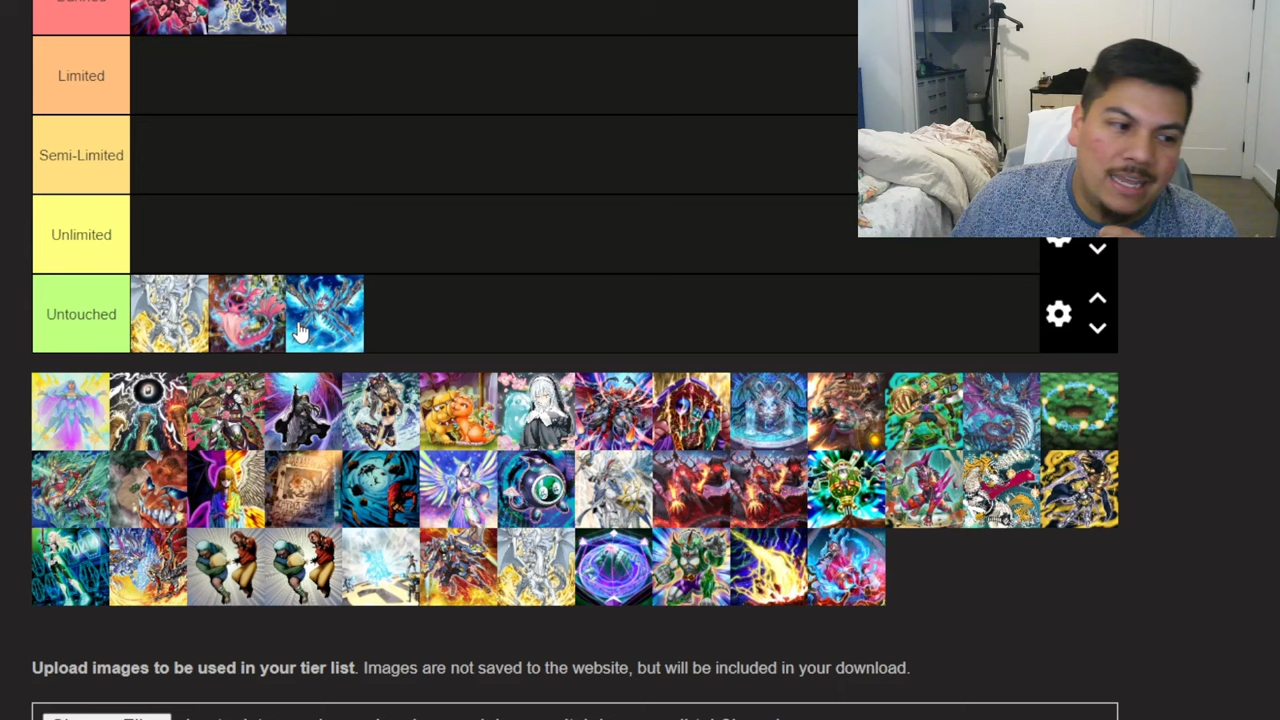 Banned
Limited
Semi-Limited
Unlimited
Untouched
Upload images to be used in your tier list. Images are not saved to the website, but will be included in your download.